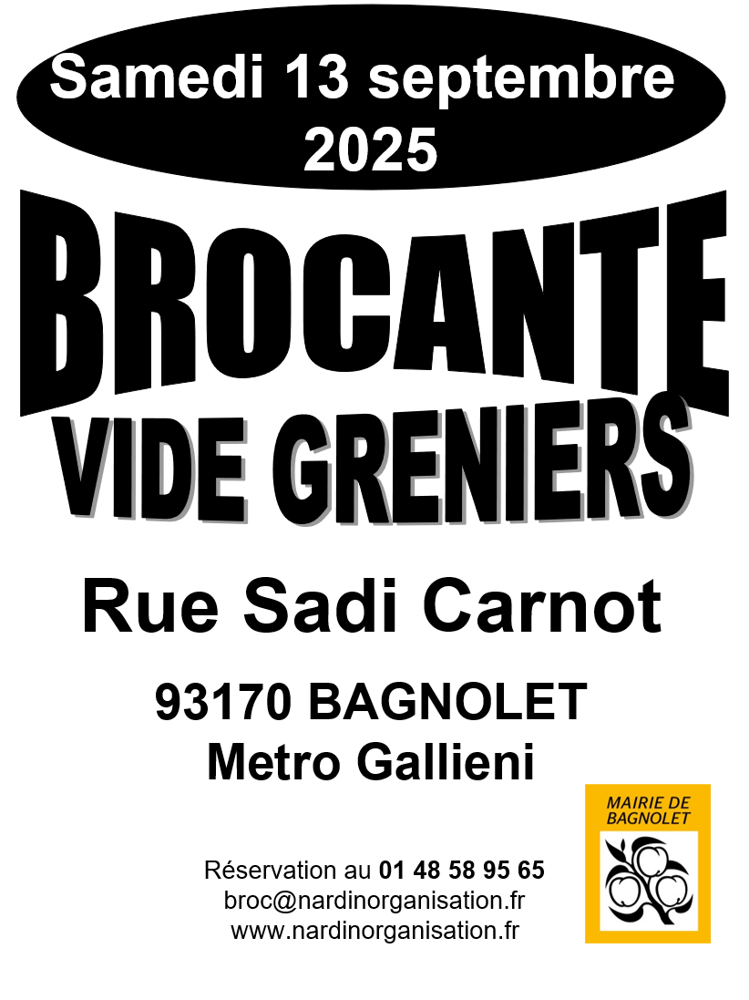 Samedi 13 septembre
2025
BROCANTE
VIDE GRENIERS
Rue Sadi Carnot
93170 BAGNOLET
Metro Gallieni
MAIRIE DE
BAGNOLET
Réservation au 01 48 58 95 65
broc@nardinorganisation.fr
www.nardinorganisation.fr